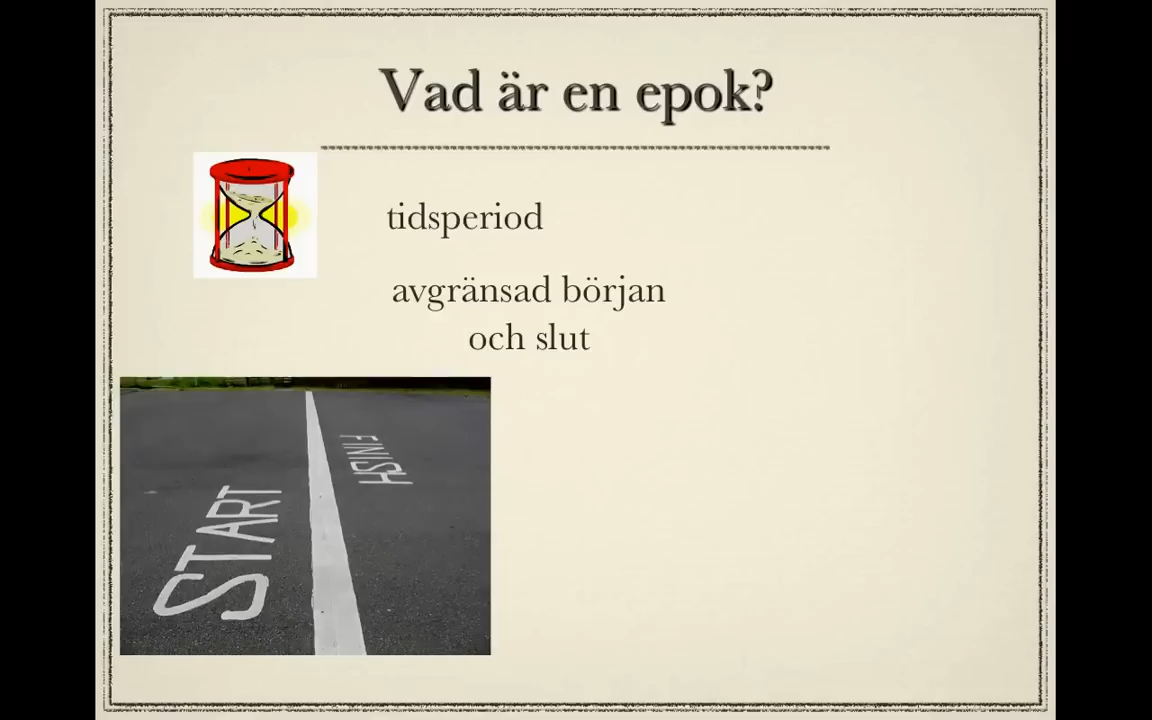 Vad är en epok?
tidsperiod
avgränsad början
och slut
START
FINISH